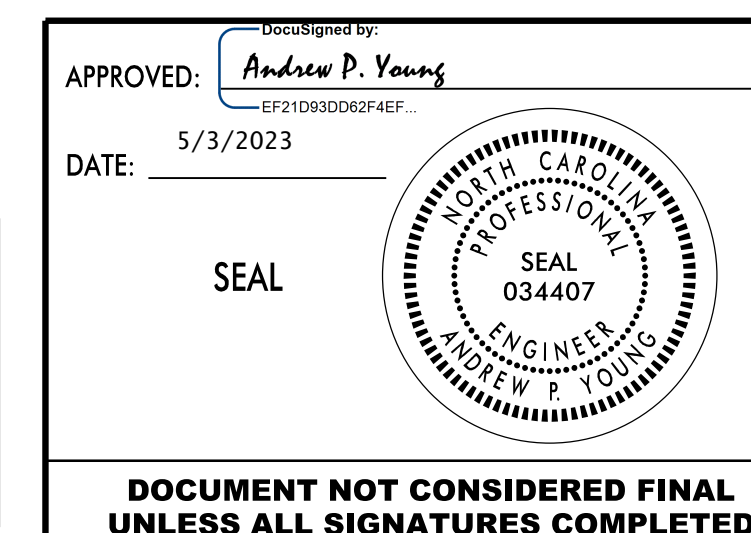 DocuSigned by:
APPROVED: Andrew P. Young
EF21D93DD62F4EF...
DATE: 5/3/2023
SEAL
NORTH CAROLINA
PROFESSIONAL
SEAL
034407
ENGINEER
ANDREW P. YOUNG
DOCUMENT NOT CONSIDERED FINAL
UNLESS ALL SIGNATURES COMPLETED